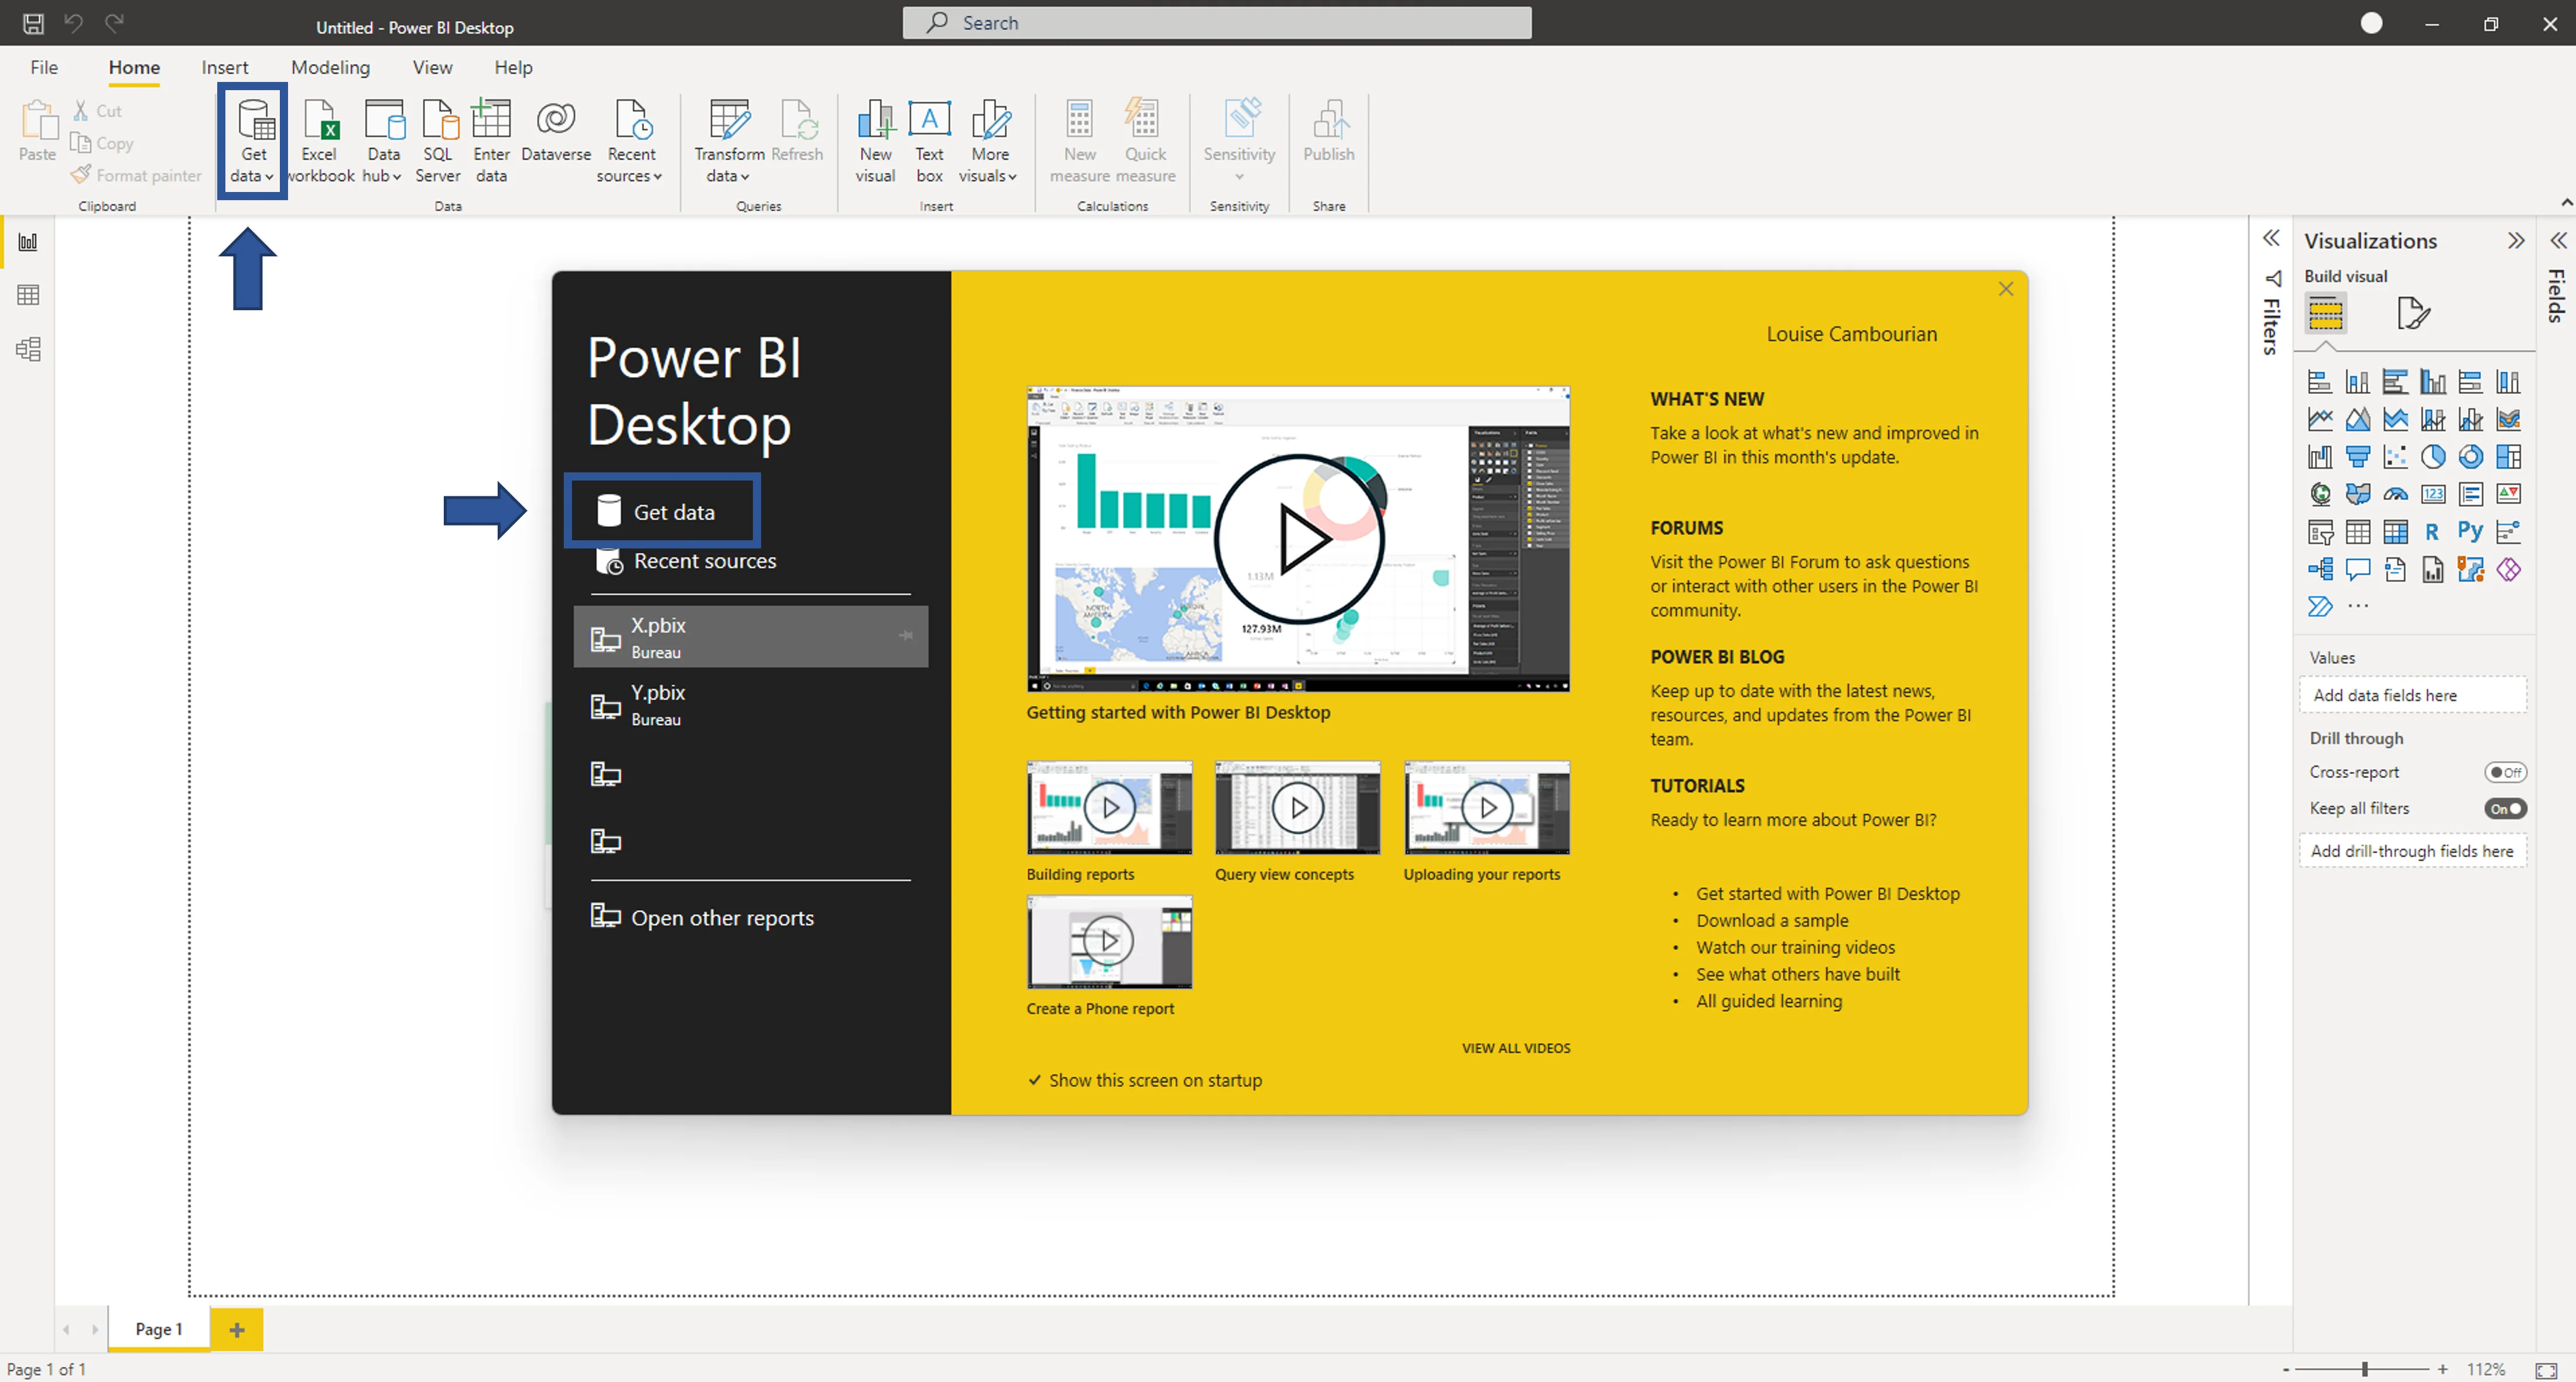 Untitled - Power BI Desktop
Search
File
Home
Insert
Modeling
View
Help
Paste
Cut
Copy
Format painter
Clipboard
Get
data
Excel
workbook
Data
hub
SQL
Server
Enter
data
Dataverse
Recent
sources
Data
Transform
data
Refresh
Queries
New
visual
Text
box
More
visuals
Insert
New
measure
Quick
measure
Calculations
Sensitivity
Sensitivity
Publish
Share
Power BI
Desktop
Get data
Recent sources
X.pbix
Bureau
Y.pbix
Bureau
Open other reports
Louise Cambourian
1.13M
127.93M
NORTH
AMERICA
EUROPE
AFRICA
Getting started with Power BI Desktop
Building reports
Query view concepts
Uploading your reports
Create a Phone report
VIEW ALL VIDEOS
Show this screen on startup
WHAT'S NEW
Take a look at what's new and improved in
Power BI in this month's update.
FORUMS
Visit the Power BI Forum to ask questions
or interact with other users in the Power BI
community.
POWER BI BLOG
Keep up to date with the latest news,
resources, and updates from the Power BI
team.
TUTORIALS
Ready to learn more about Power BI?
• Get started with Power BI Desktop
• Download a sample
• Watch our training videos
• See what others have built
• All guided learning
Filters
Visualizations
Build visual
123
R
Py
Values
Add data fields here
Drill through
Cross-report
Off
Keep all filters
On
Add drill-through fields here
Fields
Page 1
Page 1 of 1
- + 112%